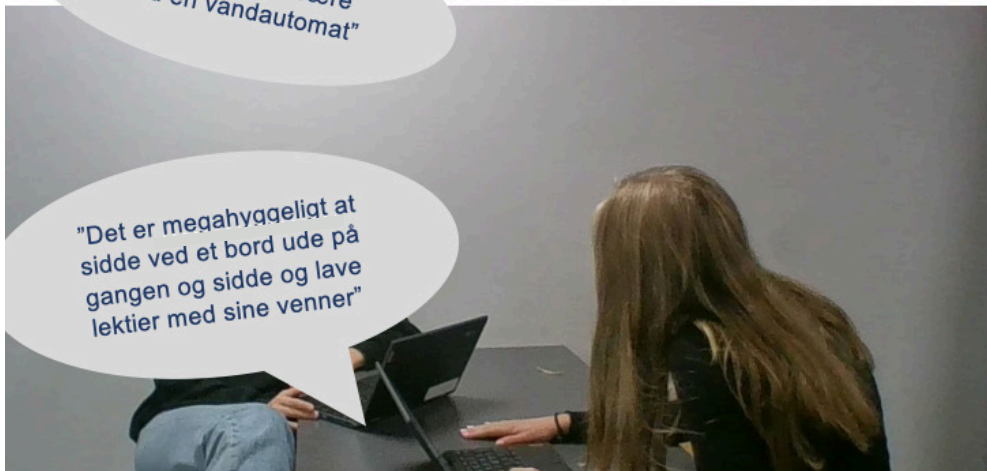 en vandautomat”
”Det er megahyggeligt at
sidde ved et bord ude på
gangen og sidde og lave
lektier med sine venner”